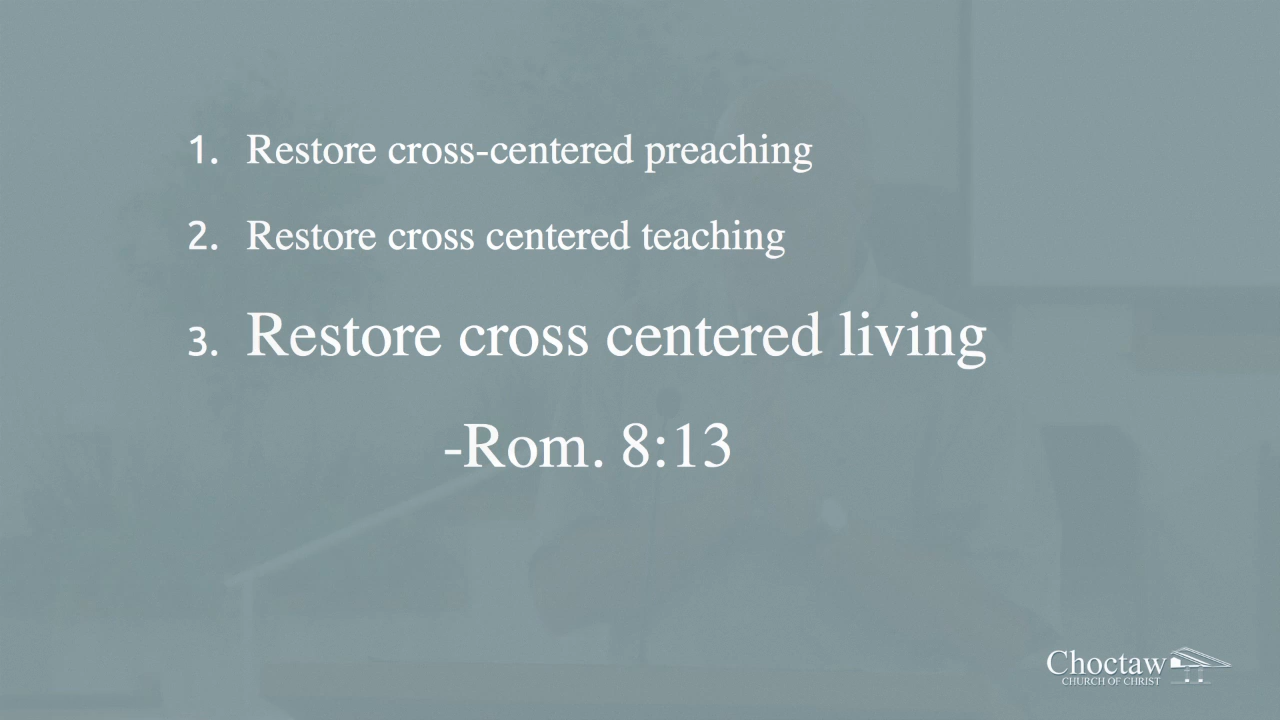 1. Restore cross-centered preaching
2. Restore cross centered teaching
3. Restore cross centered living
-Rom. 8:13
Choctaw
CHURCH OF CHRIST